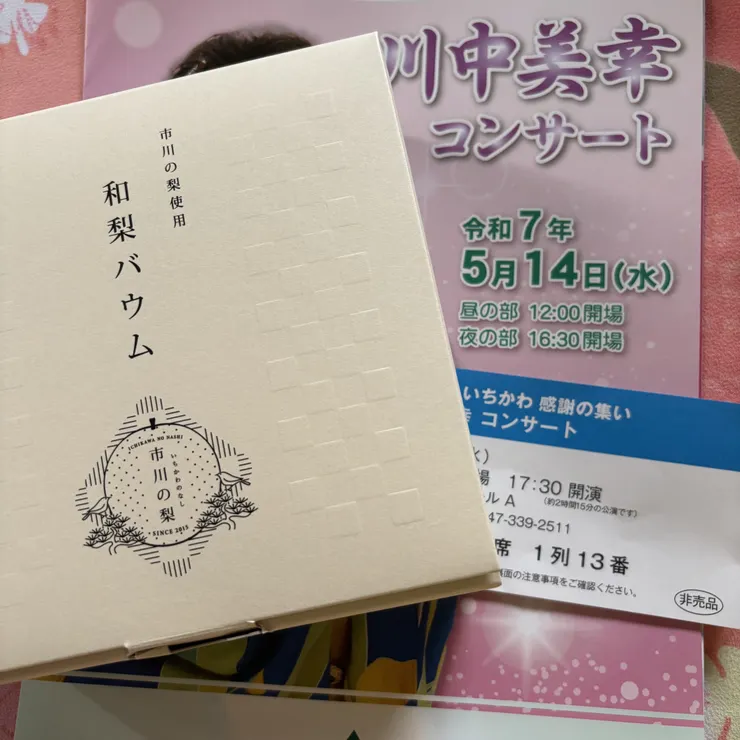 市川の梨使用
和梨バウム
ICHIKAWA NO NASHI
いちかわのなし
市川の梨
SINCE 2015
川中美幸
コンサート
令和7年
5月14日(水)
昼の部 12:00開場
夜の部 16:30開場
いちかわ 感謝の集い
コンサート
水)
場 17:30 開演
ル A (約2時間15分の公演です)
47-339-2511
席 1列13番
面の注意事項をご確認ください。
非売品